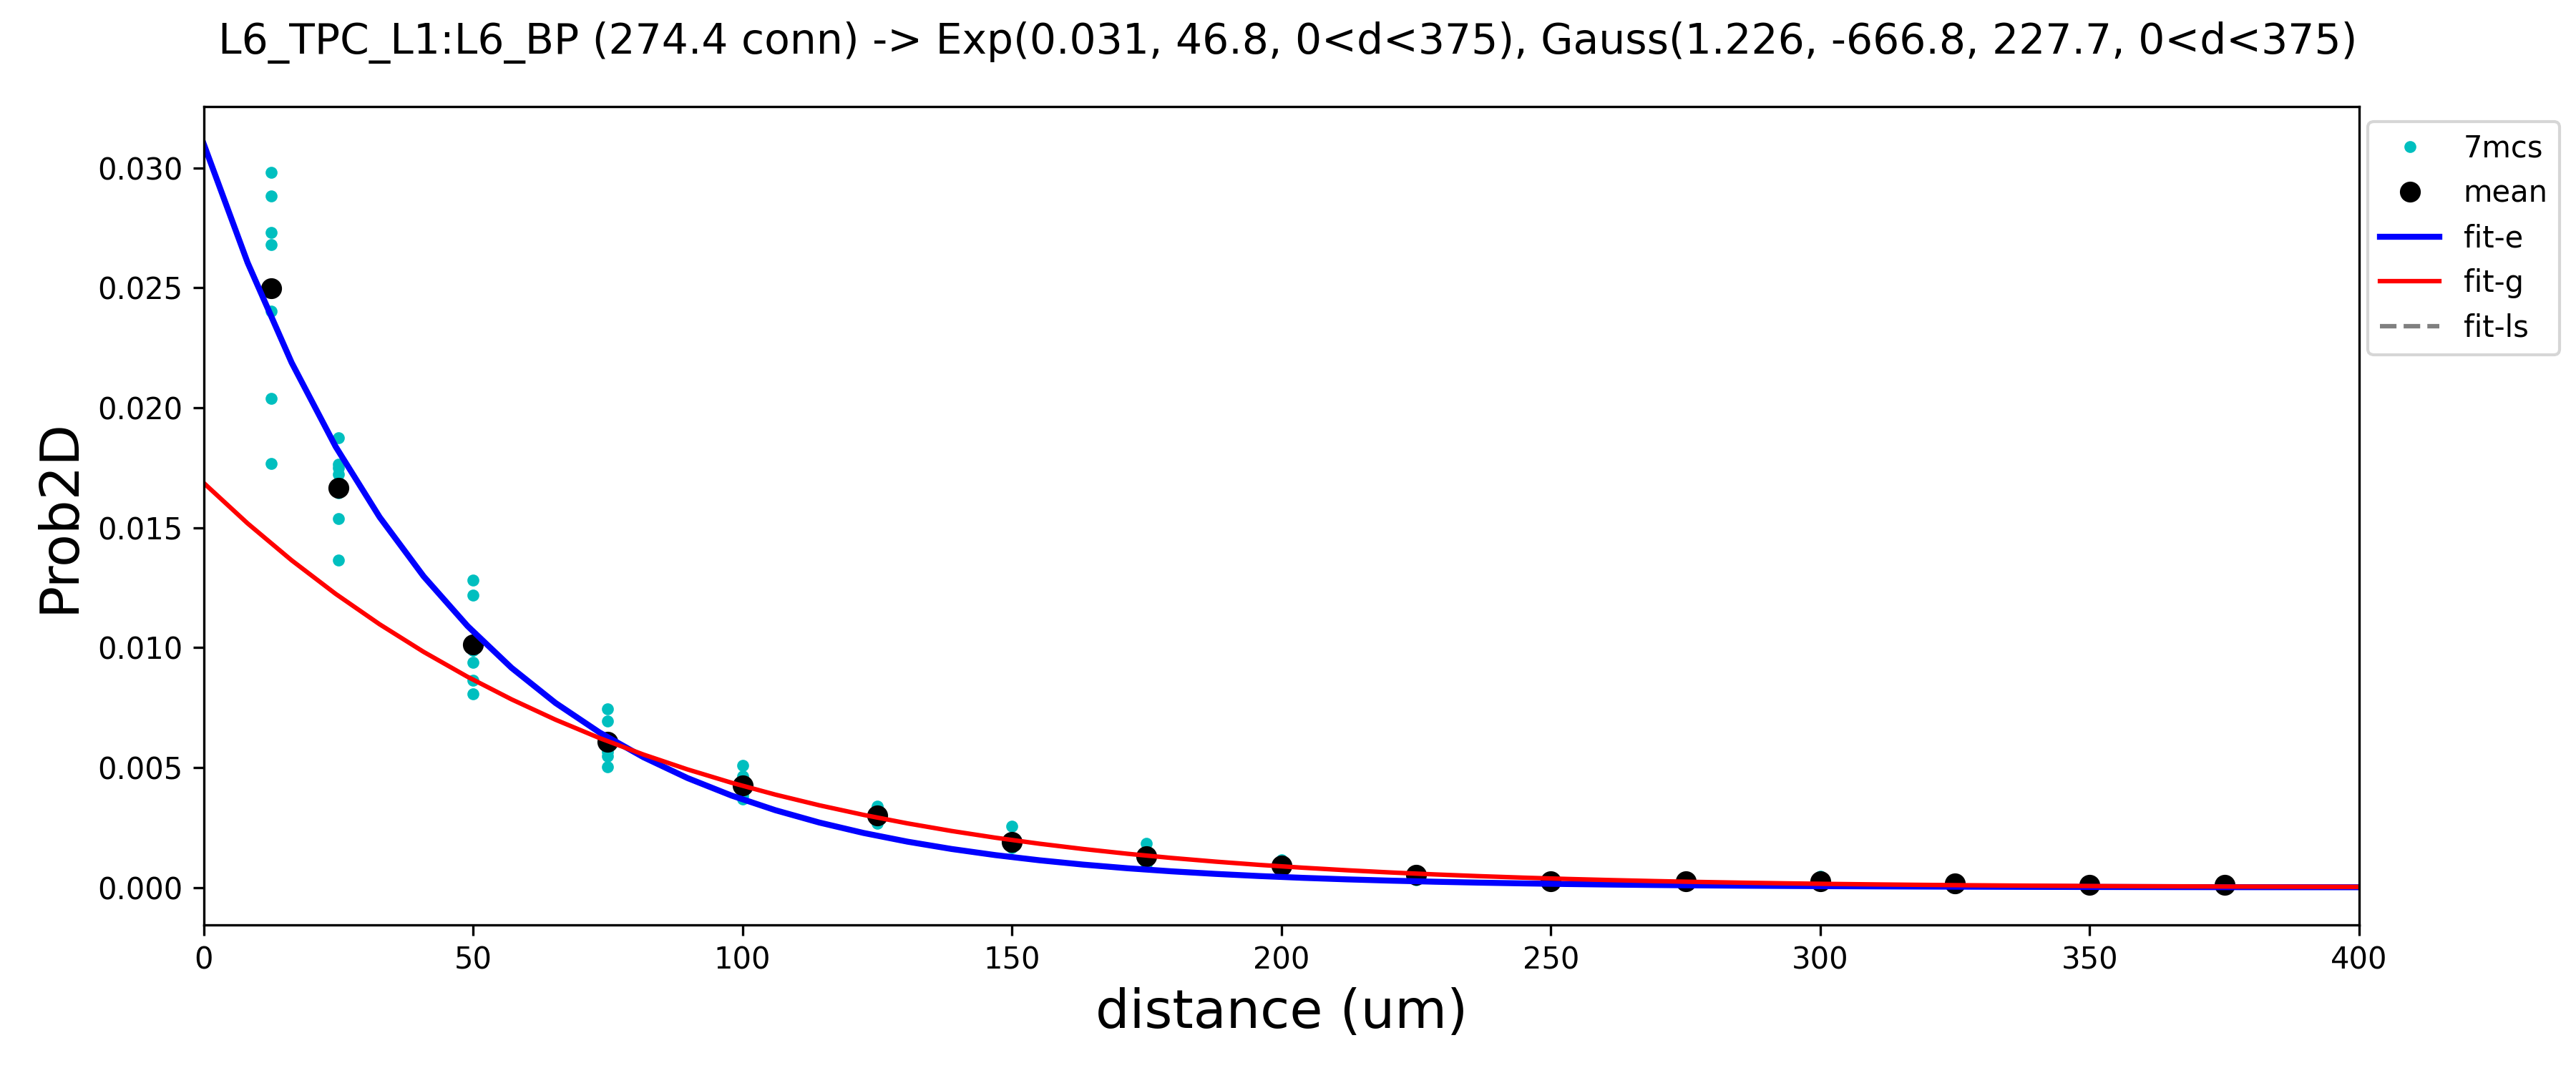 L6_TPC_L1:L6_BP (274.4 conn) -> Exp(0.031, 46.8, 0<d<375), Gauss(1.226, -666.8, 227.7, 0<d<375)
Prob2D
0.030
0.025
0.020
0.015
0.010
0.005
0.000
0 50 100 150 200 250 300 350 400
distance (um)
7mcs
mean
fit-e
fit-g
fit-ls